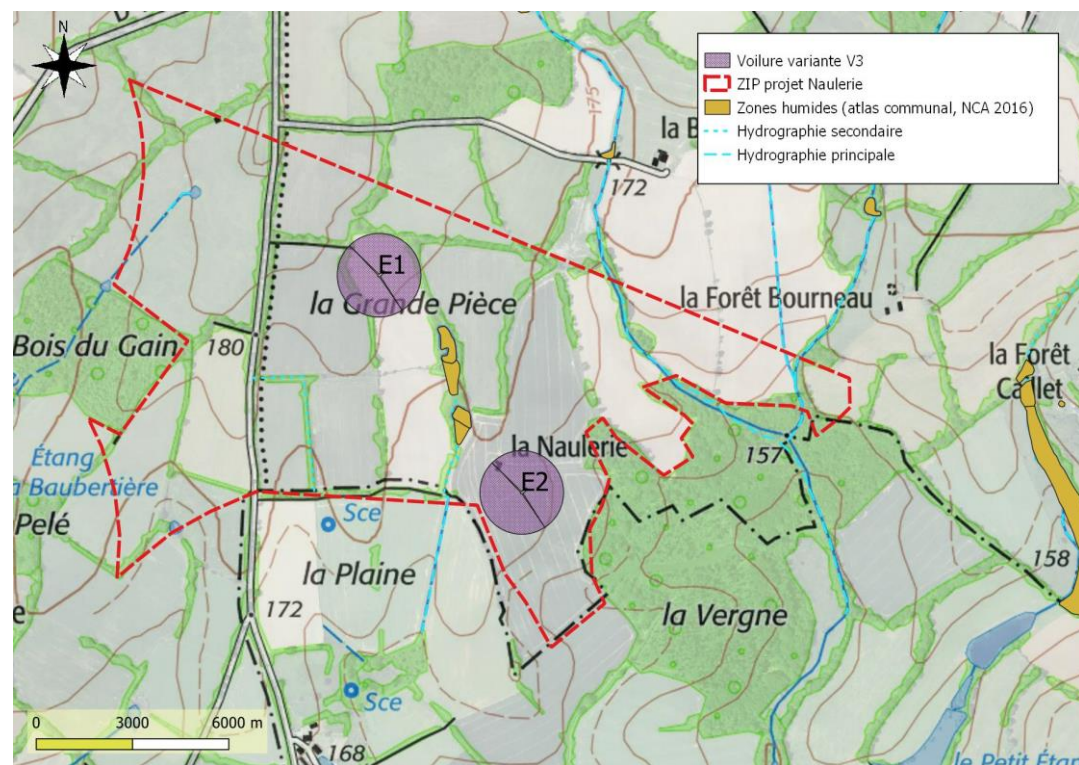 N
Voilure variante V3
ZIP projet Naulerie
Zones humides (atlas communal, NCA 2016)
Hydrographie secondaire
Hydrographie principale
175
la B
172
E1
la Grande Pièce
la Forêt Bourneau
Bois du Gain
180
la Forêt
Caillet
la Naulerie
157
Étang
a Baubertière
E2
Pelé
Sce
la Plaine
158
e
172
la Vergne
Sce
0 3000 6000 m
168
le Petit Étan